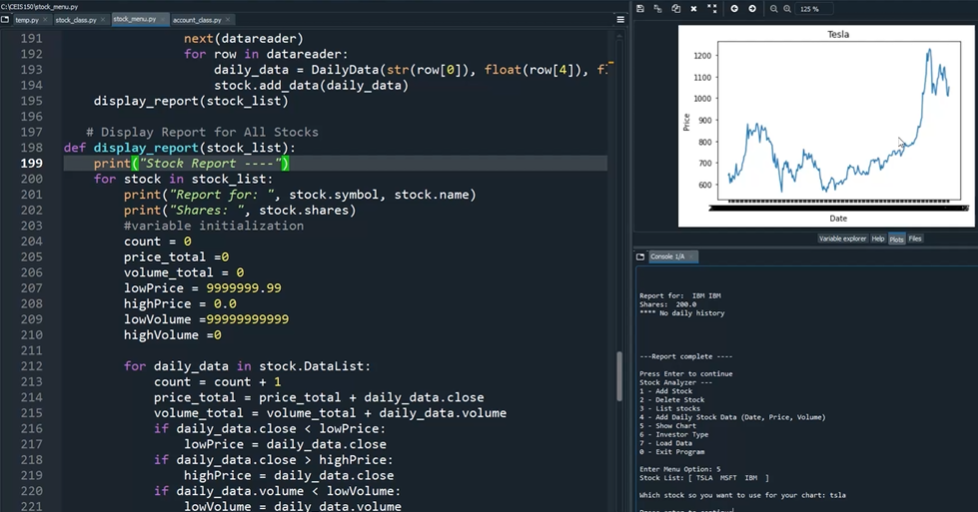 C:\CEIS150\stock_menu.py
temp.py × stock_class.py × stock_menu.py × account_class.py ×
191 next(datareader)
192 for row in datareader:
193 daily_data = DailyData(str(row[0]), float(row[4]),
194 stock.add_data(daily_data)
195 display_report(stock_list)
196
197 # Display Report for All Stocks
198 def display_report(stock_list):
199 print("Stock Report ----")
200 for stock in stock_list:
201 print("Report for: ", stock.symbol, stock.name)
202 print("Shares: ", stock.shares)
203 #variable initialization
204 count = 0
205 price_total =0
206 volume_total = 0
207 lowPrice = 9999999.99
208 highPrice = 0.0
209 lowVolume =99999999999
210 highVolume =0
211
212 for daily_data in stock.DataList:
213 count = count + 1
214 price_total = price_total + daily_data.close
215 volume_total = volume_total + daily_data.volume
216 if daily_data.close < lowPrice:
217 lowPrice = daily_data.close
218 if daily_data.close > highPrice:
219 highPrice = daily_data.close
220 if daily_data.volume < lowVolume:
221 lowVolume = daily_data.volume
125 %
Tesla
1200
1100
1000
900
800
700
600
Price
Date
Variable explorer Help Plots Files
Console 1/A ×
Report for: IBM IBM
Shares: 200.0
**** No daily history
---Report complete ----
Press Enter to continue
Stock Analyzer ---
1 - Add Stock
2 - Delete Stock
3 - List stocks
4 - Add Daily Stock Data (Date, Price, Volume)
5 - Show Chart
6 - Investor Type
7 - Load Data
0 - Exit Program
Enter Menu Option: 5
Stock List: [ TSLA MSFT IBM ]
Which stock so you want to use for your chart: tsla
Press enter to continue